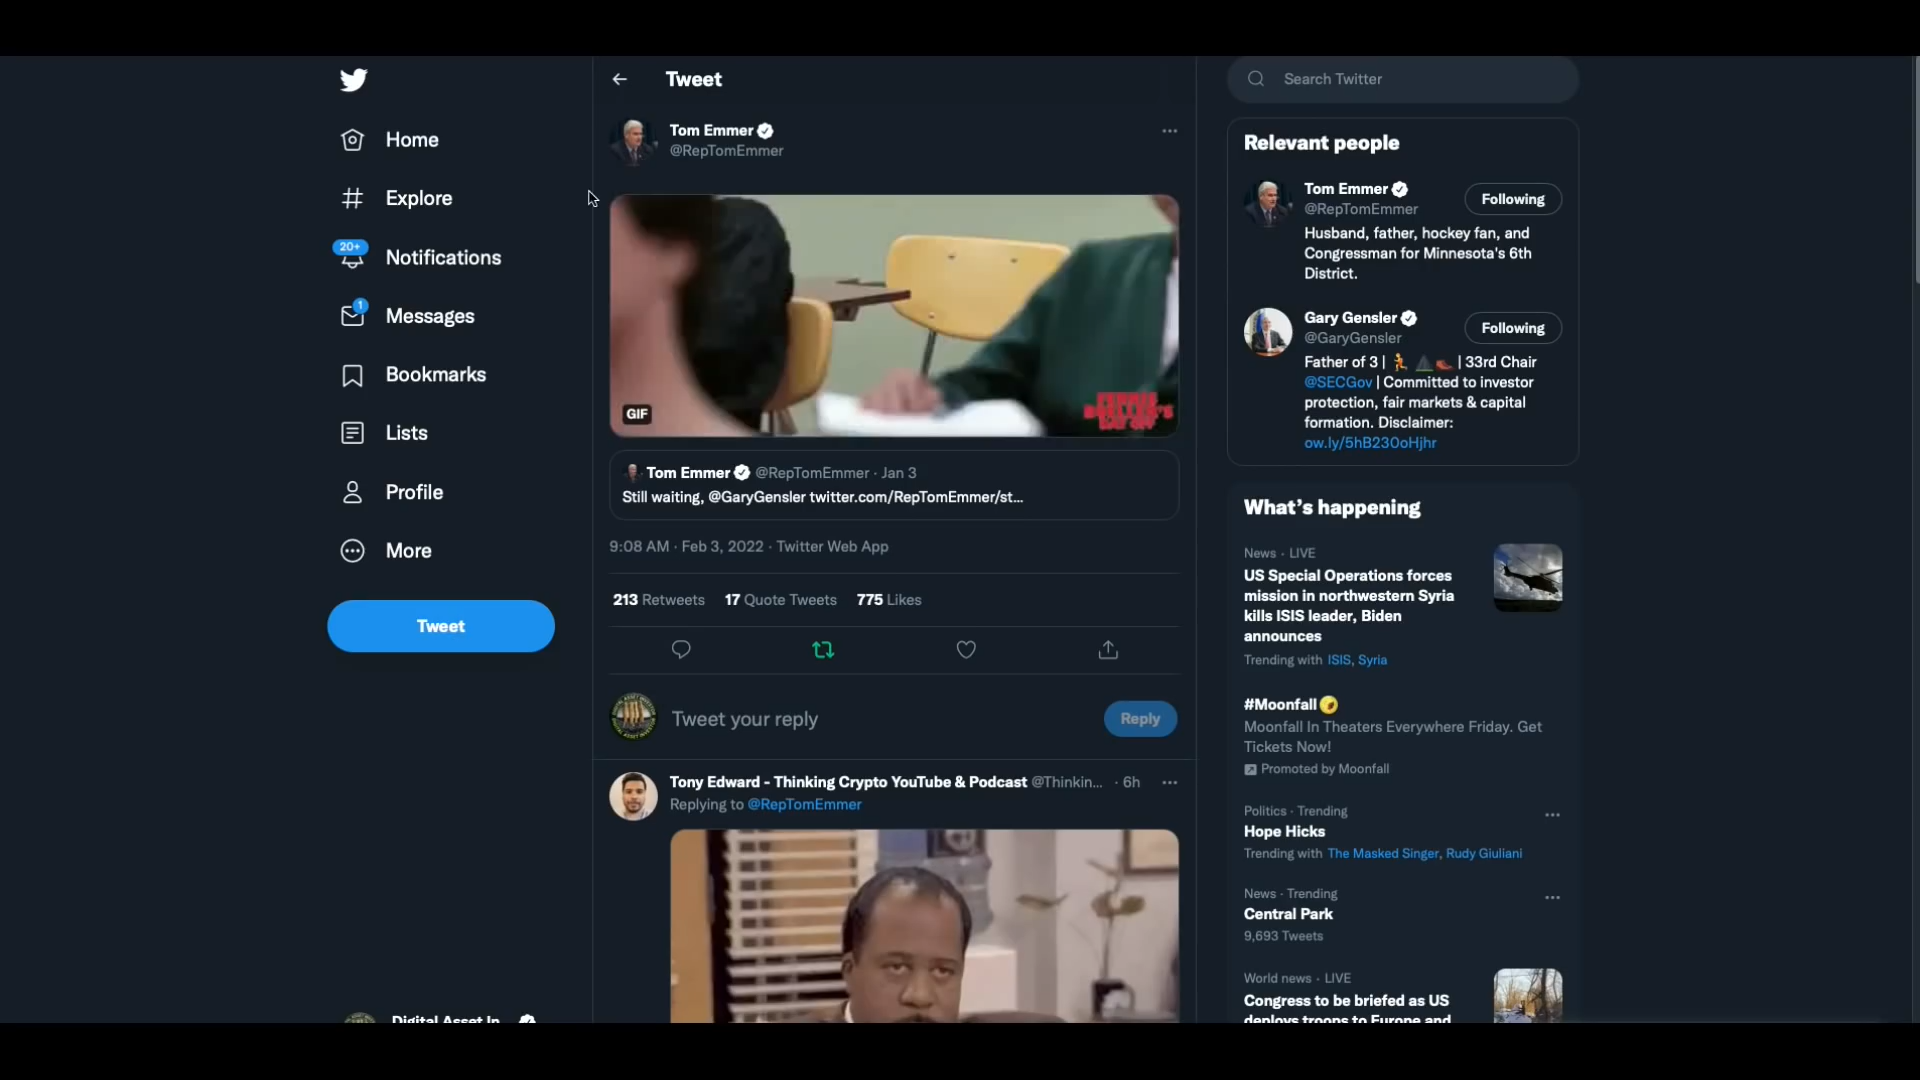 Tweet
Search Twitter
Home
Explore
20+
Notifications
1
Messages
Bookmarks
Lists
Profile
More
Tweet
Tom Emmer
@RepTomEmmer
GIF
FERRIS
BUELLER'S
DAY OFF
Tom Emmer @RepTomEmmer · Jan 3
Still waiting, @GaryGensler twitter.com/RepTomEmmer/st...
9:08 AM · Feb 3, 2022 · Twitter Web App
213 Retweets 17 Quote Tweets 775 Likes
Tweet your reply
Reply
Tony Edward - Thinking Crypto YouTube & Podcast @Thinkin... · 6h
Replying to @RepTomEmmer
Relevant people
Tom Emmer
@RepTomEmmer
Following
Husband, father, hockey fan, and
Congressman for Minnesota's 6th
District.
Gary Gensler
@GaryGensler
Following
Father of 3 | | 33rd Chair
@SECGov | Committed to investor
protection, fair markets & capital
formation. Disclaimer:
ow.ly/5hB230oHjhr
What's happening
News · LIVE
US Special Operations forces
mission in northwestern Syria
kills ISIS leader, Biden
announces
Trending with ISIS, Syria
#Moonfall
Moonfall In Theaters Everywhere Friday. Get
Tickets Now!
Promoted by Moonfall
Politics · Trending
Hope Hicks
Trending with The Masked Singer, Rudy Giuliani
News · Trending
Central Park
9,693 Tweets
World news · LIVE
Congress to be briefed as US
deploys troops to Europe and
Digital Asset In